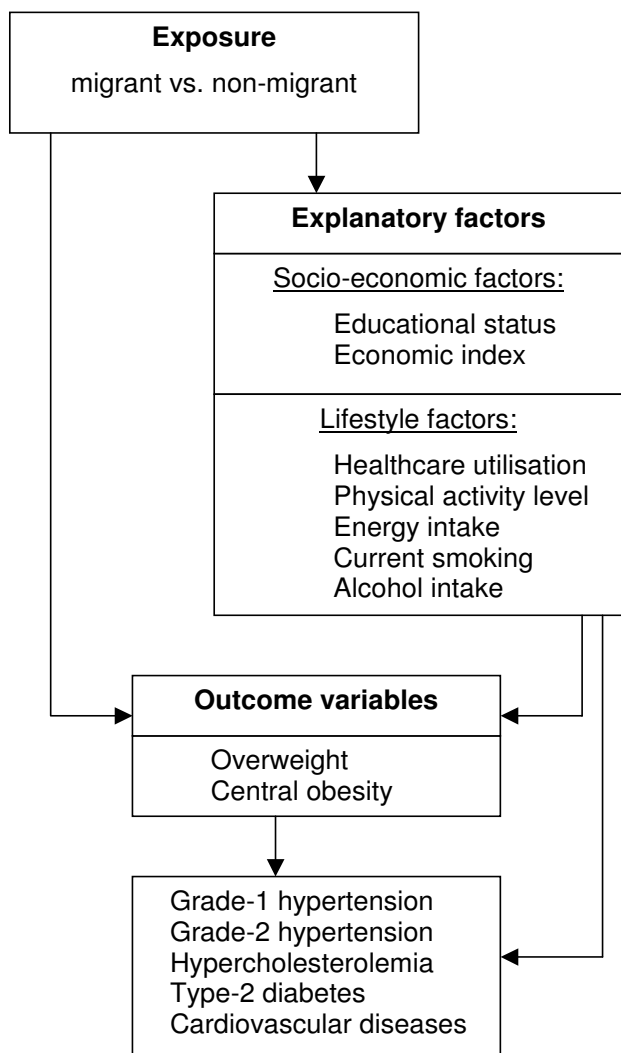 Exposure
migrant vs. non-migrant
Explanatory factors
Socio-economic factors:
Educational status
Economic index
Lifestyle factors:
Healthcare utilisation
Physical activity level
Energy intake
Current smoking
Alcohol intake
Outcome variables
Overweight
Central obesity
Grade-1 hypertension
Grade-2 hypertension
Hypercholesterolemia
Type-2 diabetes
Cardiovascular diseases